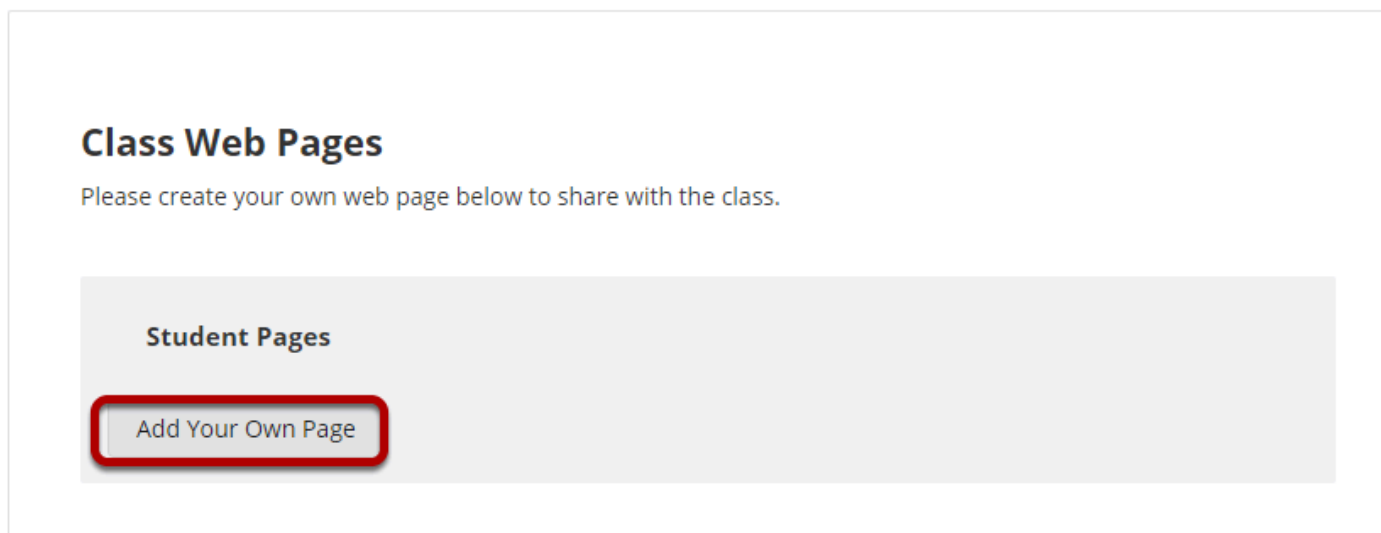 Class Web Pages
Please create your own web page below to share with the class.
Student Pages
Add Your Own Page